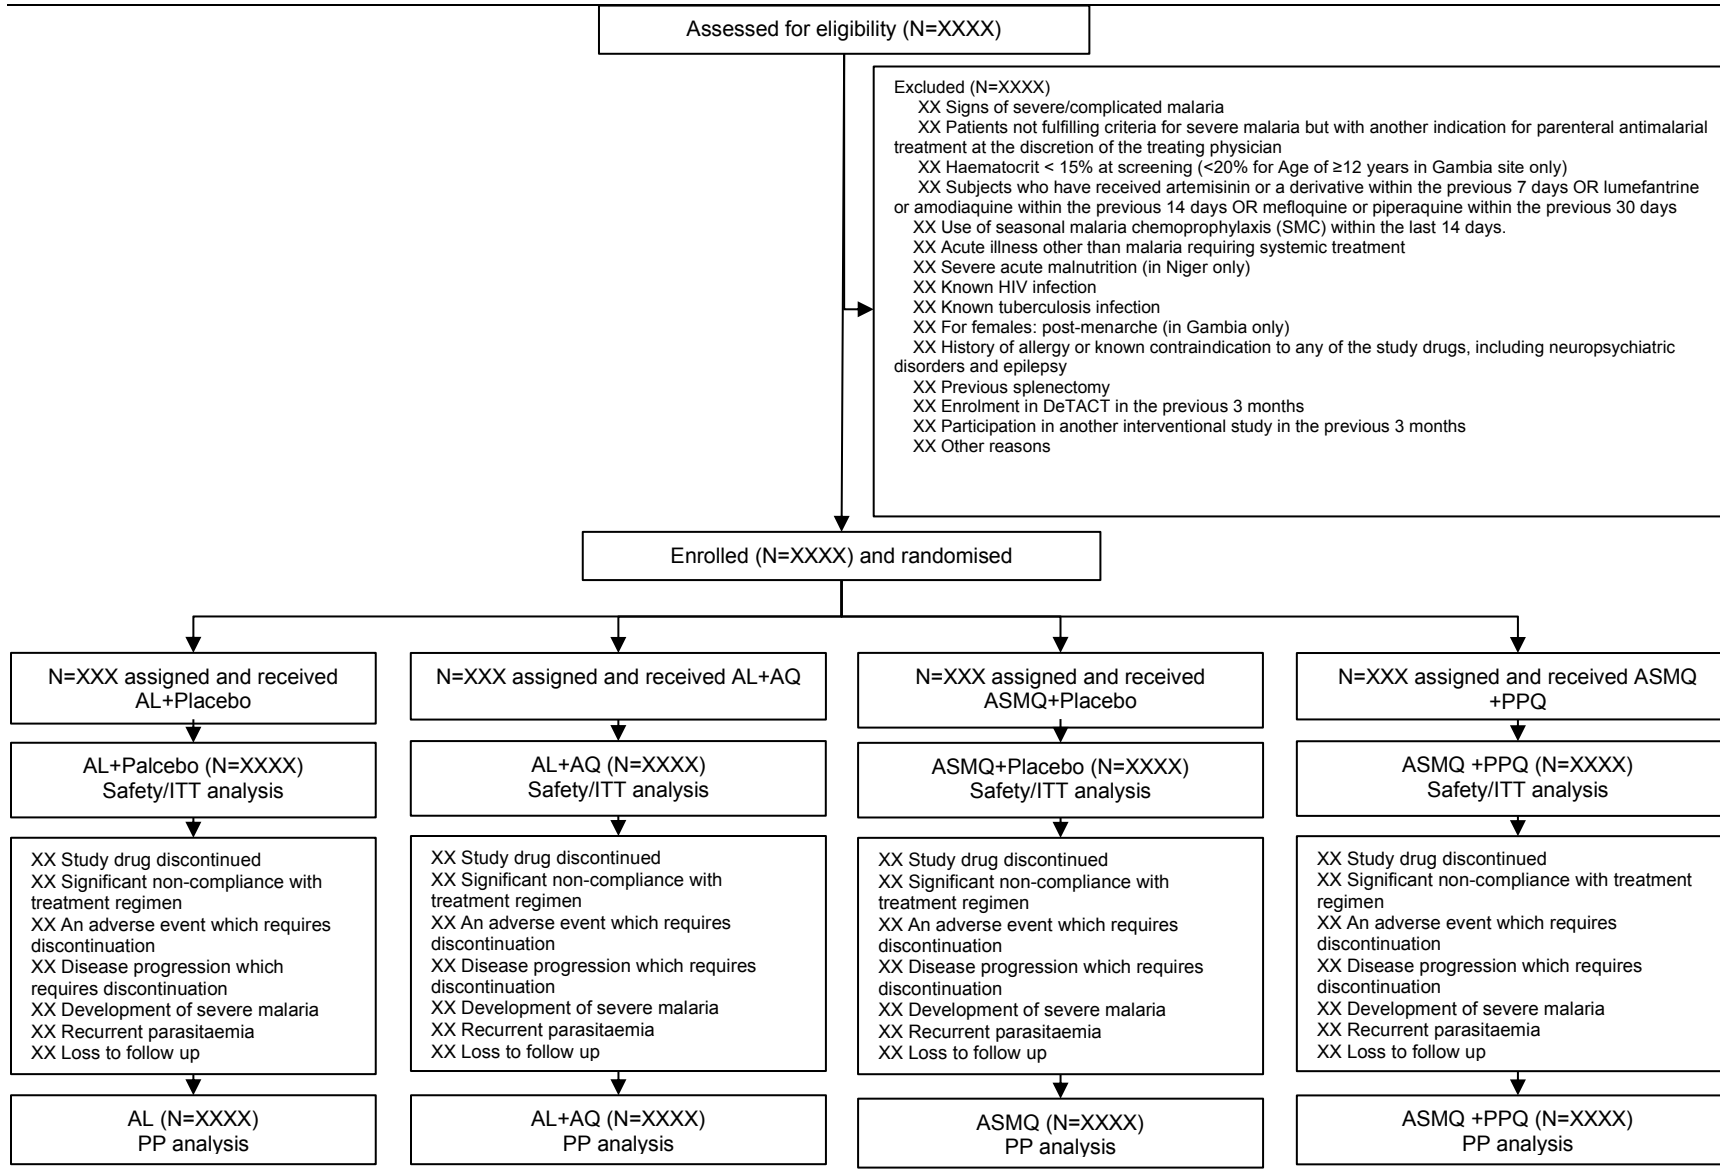 Assessed for eligibility (N=XXXX)
Excluded (N=XXXX)
XX Signs of severe/complicated malaria
XX Patients not fulfilling criteria for severe malaria but with another indication for parenteral antimalarial
treatment at the discretion of the treating physician
XX Haematocrit < 15% at screening (<20% for Age of ≥12 years in Gambia site only)
XX Subjects who have received artemisinin or a derivative within the previous 7 days OR lumefantrine
or amodiaquine within the previous 14 days OR mefloquine or piperaquine within the previous 30 days
XX Use of seasonal malaria chemoprophylaxis (SMC) within the last 14 days.
XX Acute illness other than malaria requiring systemic treatment
XX Severe acute malnutrition (in Niger only)
XX Known HIV infection
XX Known tuberculosis infection
XX For females: post-menarche (in Gambia only)
XX History of allergy or known contraindication to any of the study drugs, including neuropsychiatric
disorders and epilepsy
XX Previous splenectomy
XX Enrolment in DeTACT in the previous 3 months
XX Participation in another interventional study in the previous 3 months
XX Other reasons
Enrolled (N=XXXX) and randomised
N=XXX assigned and received
AL+Placebo
N=XXX assigned and received AL+AQ
N=XXX assigned and received
ASMQ+Placebo
N=XXX assigned and received ASMQ
+PPQ
AL+Palcebo (N=XXXX)
Safety/ITT analysis
AL+AQ (N=XXXX)
Safety/ITT analysis
ASMQ+Placebo (N=XXXX)
Safety/ITT analysis
ASMQ +PPQ (N=XXXX)
Safety/ITT analysis
XX Study drug discontinued
XX Significant non-compliance with
treatment regimen
XX An adverse event which requires
discontinuation
XX Disease progression which
requires discontinuation
XX Development of severe malaria
XX Recurrent parasitaemia
XX Loss to follow up
XX Study drug discontinued
XX Significant non-compliance with
treatment regimen
XX An adverse event which requires
discontinuation
XX Disease progression which requires
discontinuation
XX Development of severe malaria
XX Recurrent parasitaemia
XX Loss to follow up
XX Study drug discontinued
XX Significant non-compliance with
treatment regimen
XX An adverse event which requires
discontinuation
XX Disease progression which requires
discontinuation
XX Development of severe malaria
XX Recurrent parasitaemia
XX Loss to follow up
XX Study drug discontinued
XX Significant non-compliance with treatment
regimen
XX An adverse event which requires
discontinuation
XX Disease progression which requires
discontinuation
XX Development of severe malaria
XX Recurrent parasitaemia
XX Loss to follow up
AL (N=XXXX)
PP analysis
AL+AQ (N=XXXX)
PP analysis
ASMQ (N=XXXX)
PP analysis
ASMQ +PPQ (N=XXXX)
PP analysis